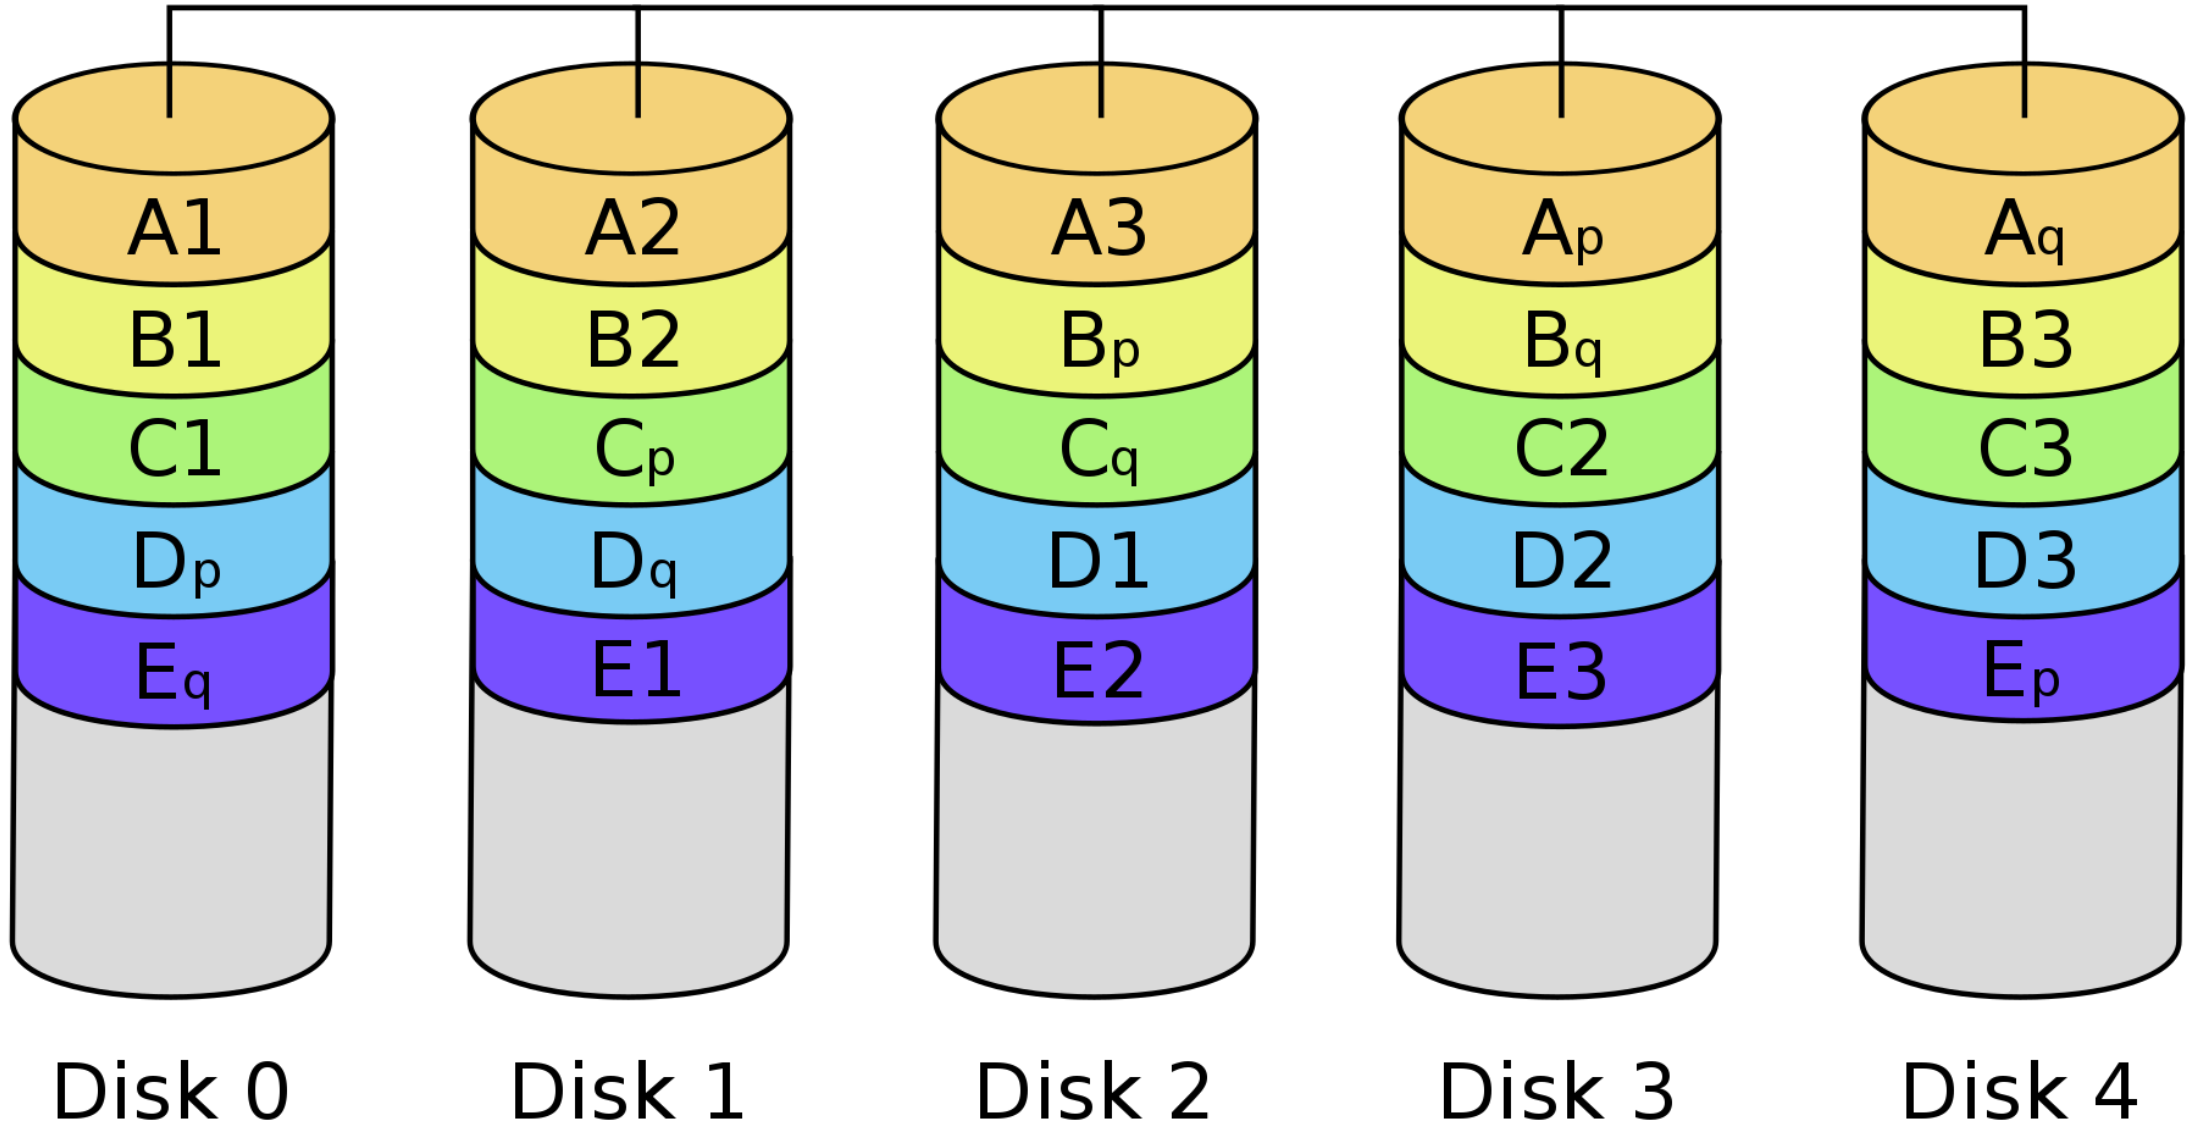 A1 A2 A3 Ap Aq
B1 B2 Bp Bq B3
C1 Cp Cq C2 C3
Dp Dq D1 D2 D3
Eq E1 E2 E3 Ep
Disk 0 Disk 1 Disk 2 Disk 3 Disk 4